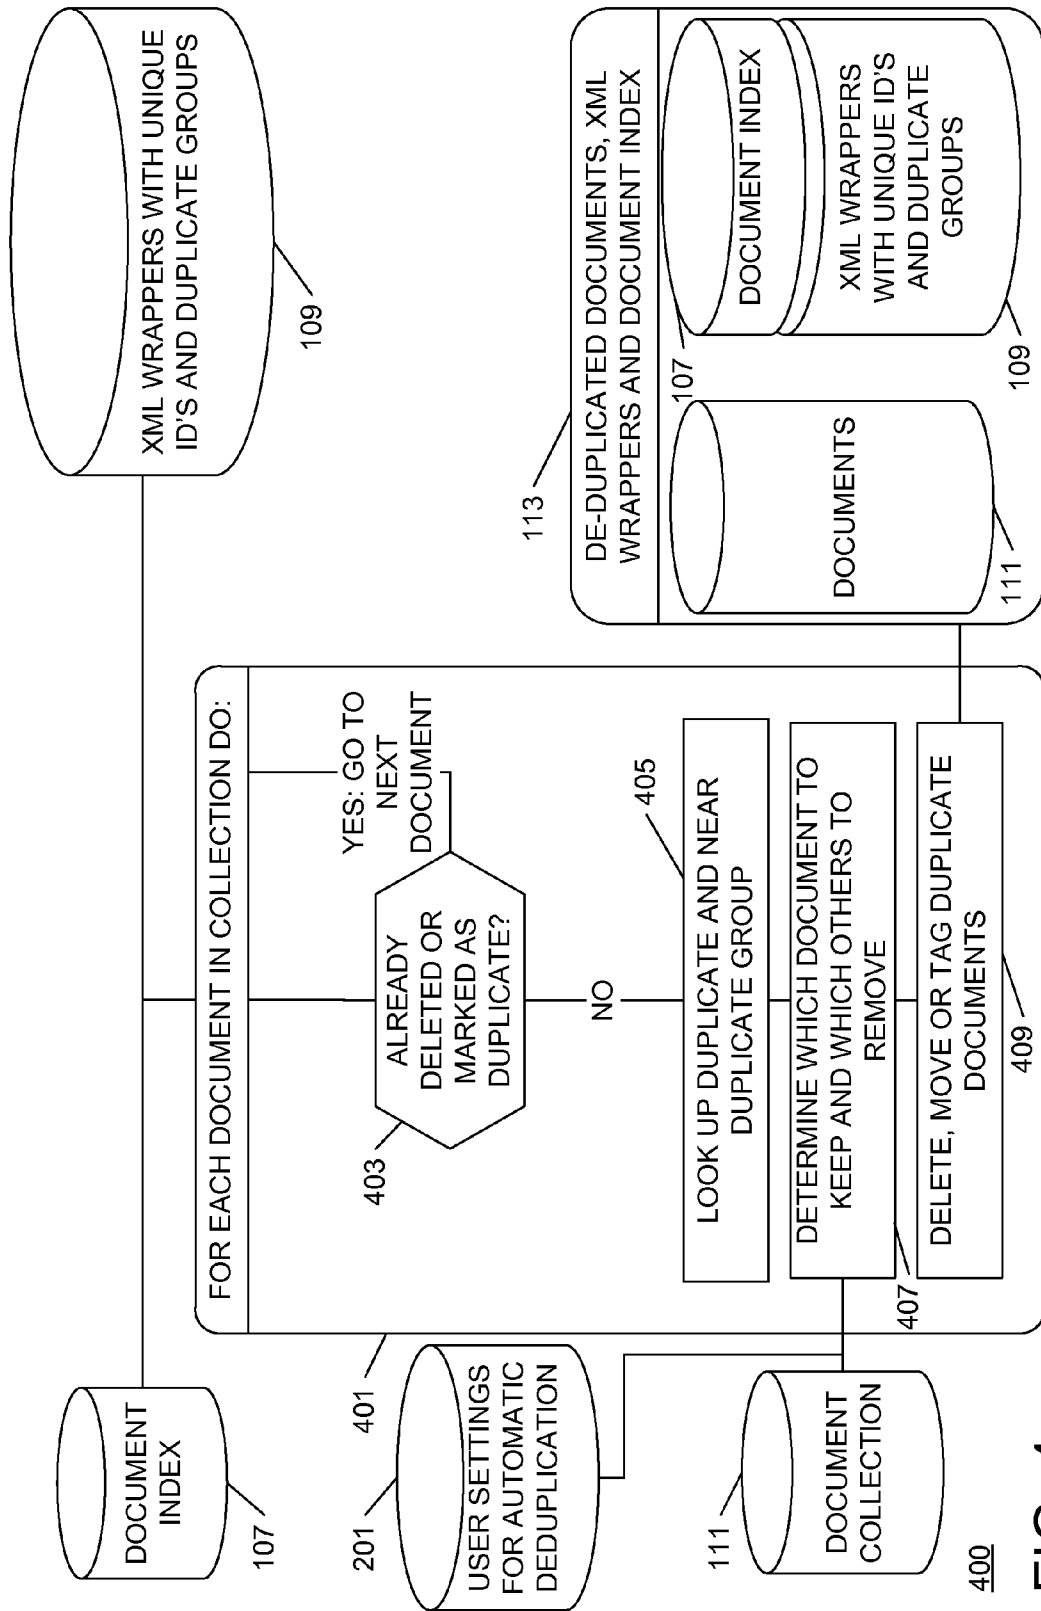 DOCUMENT
INDEX
107
XML WRAPPERS WITH UNIQUE
ID'S AND DUPLICATE GROUPS
109
FOR EACH DOCUMENT IN COLLECTION DO:
401
ALREADY
DELETED OR
MARKED AS
DUPLICATE?
403
YES: GO TO
NEXT
DOCUMENT
NO
USER SETTINGS
FOR AUTOMATIC
DEDUPLICATION
201
LOOK UP DUPLICATE AND NEAR
DUPLICATE GROUP
405
DETERMINE WHICH DOCUMENT TO
KEEP AND WHICH OTHERS TO
REMOVE
407
DELETE, MOVE OR TAG DUPLICATE
DOCUMENTS
409
DOCUMENT
COLLECTION
111
113
DE-DUPLICATED DOCUMENTS, XML
WRAPPERS AND DOCUMENT INDEX
DOCUMENTS
111
107
DOCUMENT INDEX
XML WRAPPERS
WITH UNIQUE ID'S
AND DUPLICATE
GROUPS
109
400